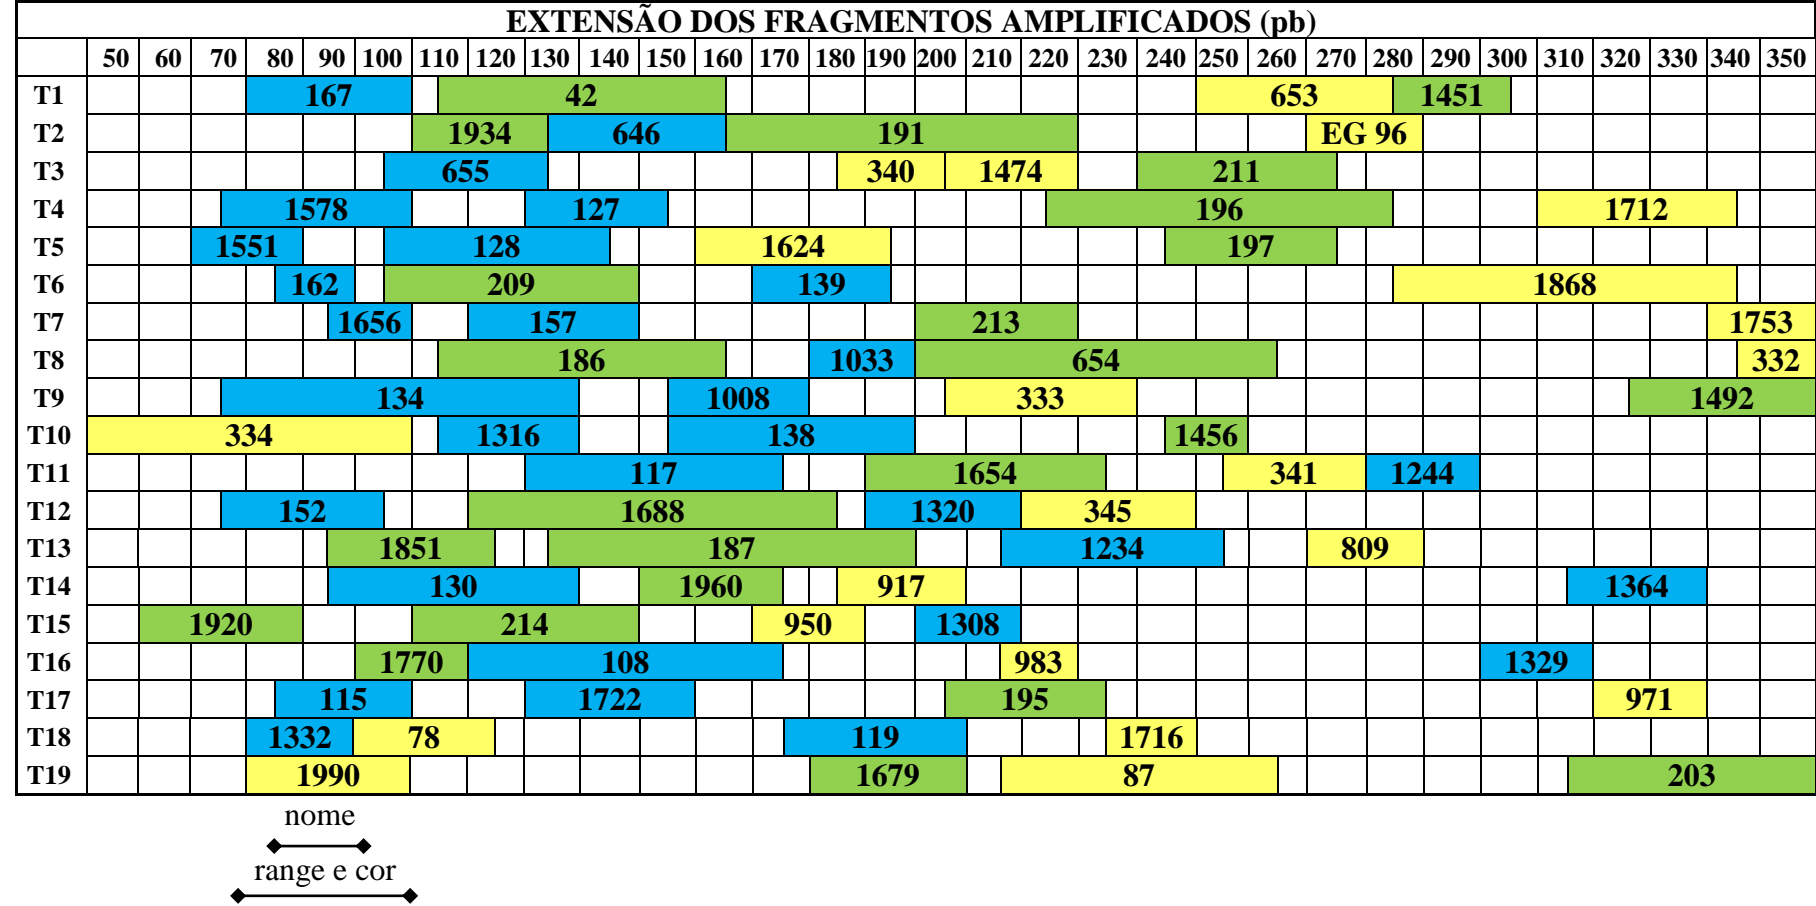 EXTENSÃO DOS FRAGMENTOS AMPLIFICADOS (pb)
50 60 70 80 90 100 110 120 130 140 150 160 170 180 190 200 210 220 230 240 250 260 270 280 290 300 310 320 330 340 350
T1 167 42 653 1451
T2 1934 646 191 EG 96
T3 655 340 1474 211
T4 1578 127 196 1712
T5 1551 128 1624 197
T6 162 209 139 1868
T7 1656 157 213 1753
T8 186 1033 654 332
T9 134 1008 333 1492
T10 334 1316 138 1456
T11 117 1654 341 1244
T12 152 1688 1320 345
T13 1851 187 1234 809
T14 130 1960 917 1364
T15 1920 214 950 1308
T16 1770 108 983 1329
T17 115 1722 195 971
T18 1332 78 119 1716
T19 1990 1679 87 203
nome
range e cor